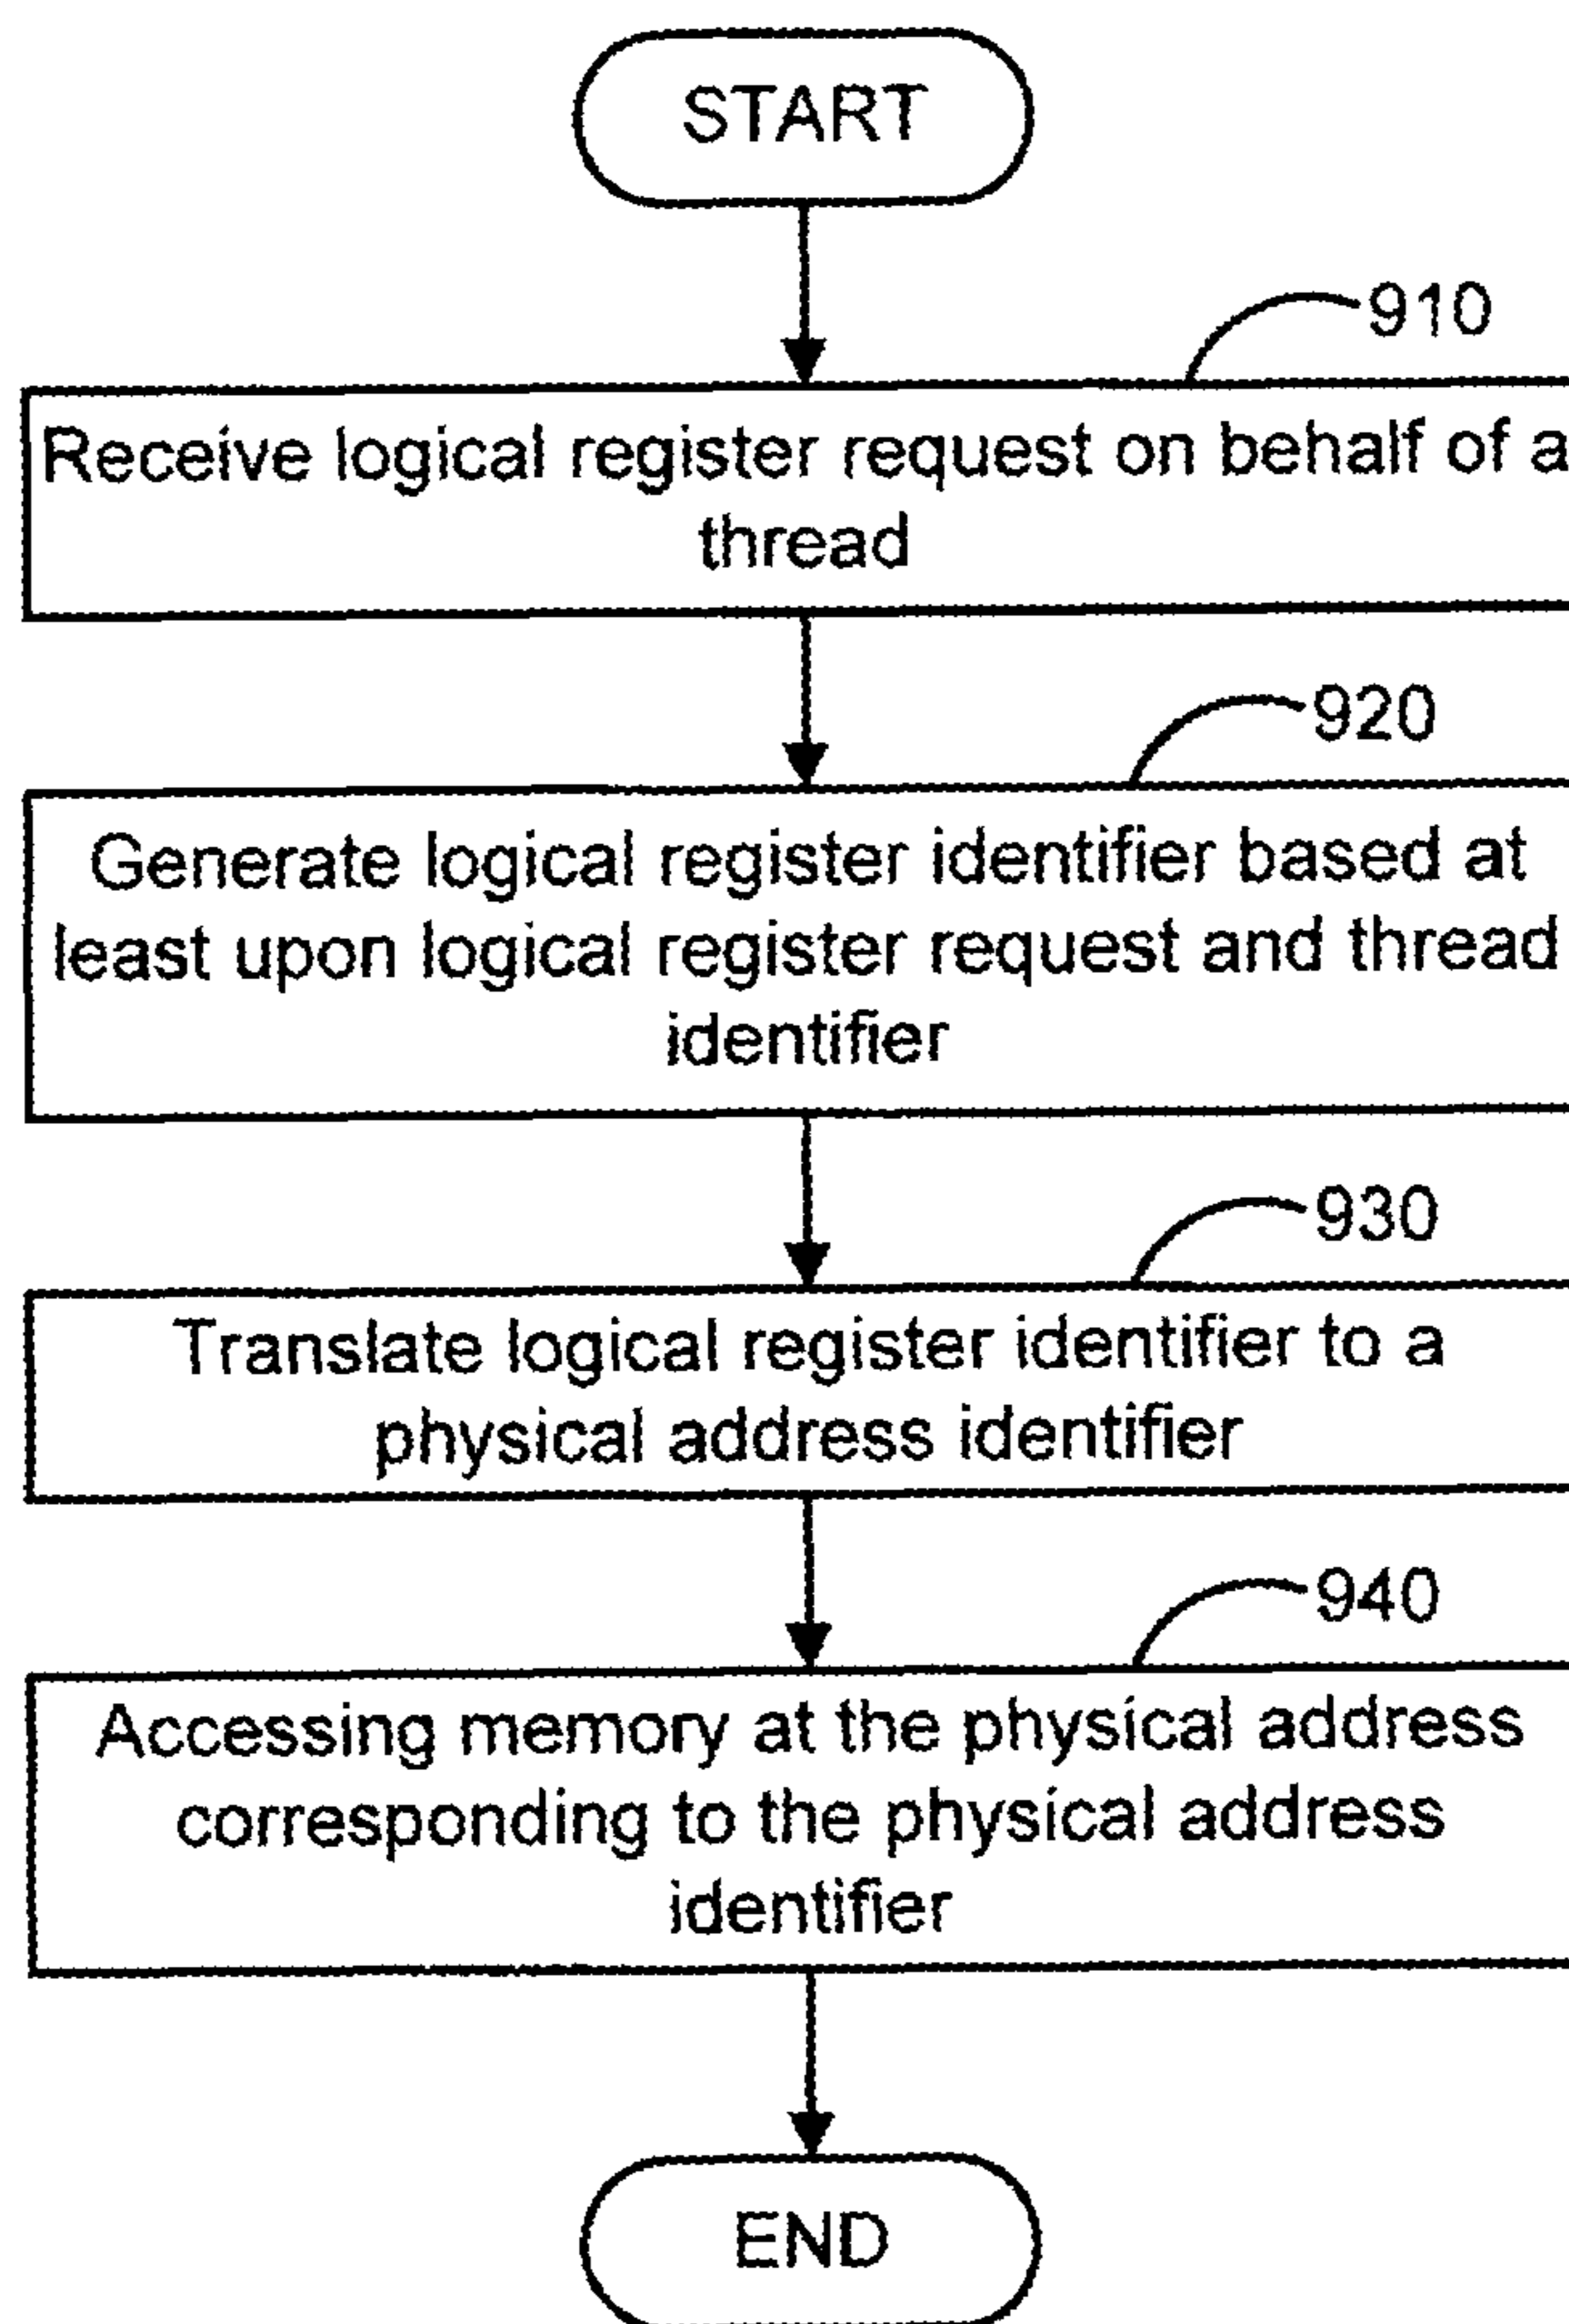 START
910
Receive logical register request on behalf of a
thread
920
Generate logical register identifier based at
least upon logical register request and thread
identifier
930
Translate logical register identifier to a
physical address identifier
940
Accessing memory at the physical address
corresponding to the physical address
identifier
END